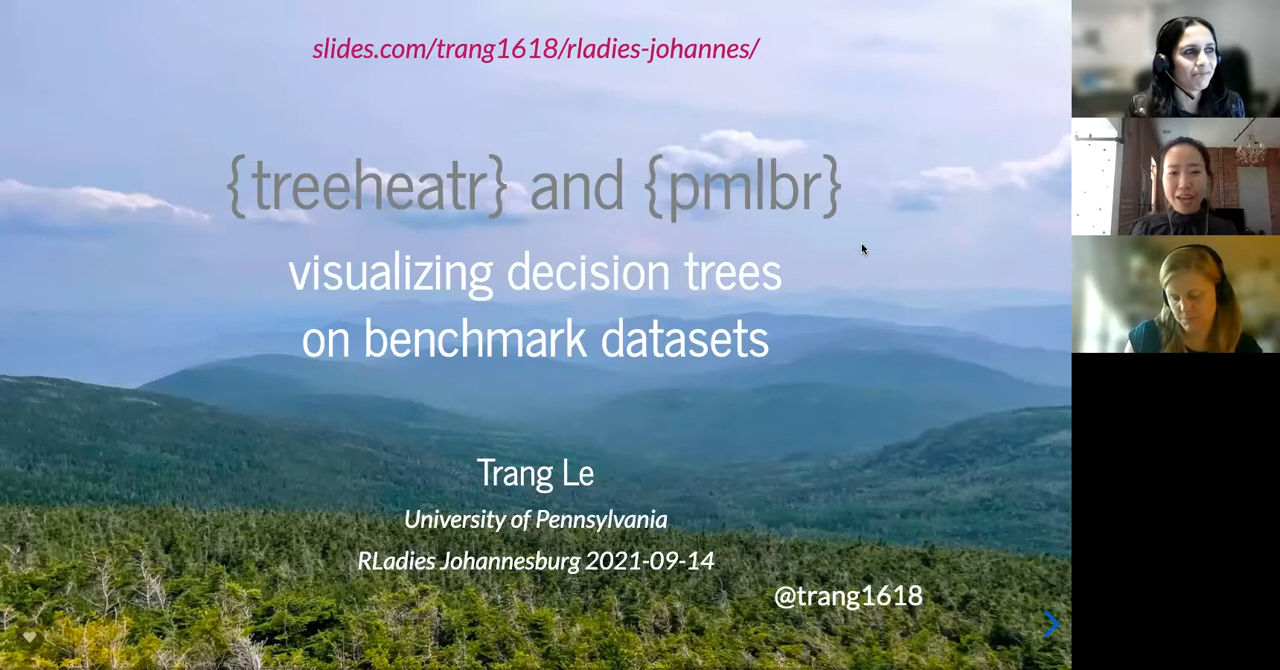 slides.com/trang1618/rladies-johannes/
{treeheatr} and {pmlbr}
visualizing decision trees
on benchmark datasets
Trang Le
University of Pennsylvania
RLadies Johannesburg 2021-09-14
@trang1618